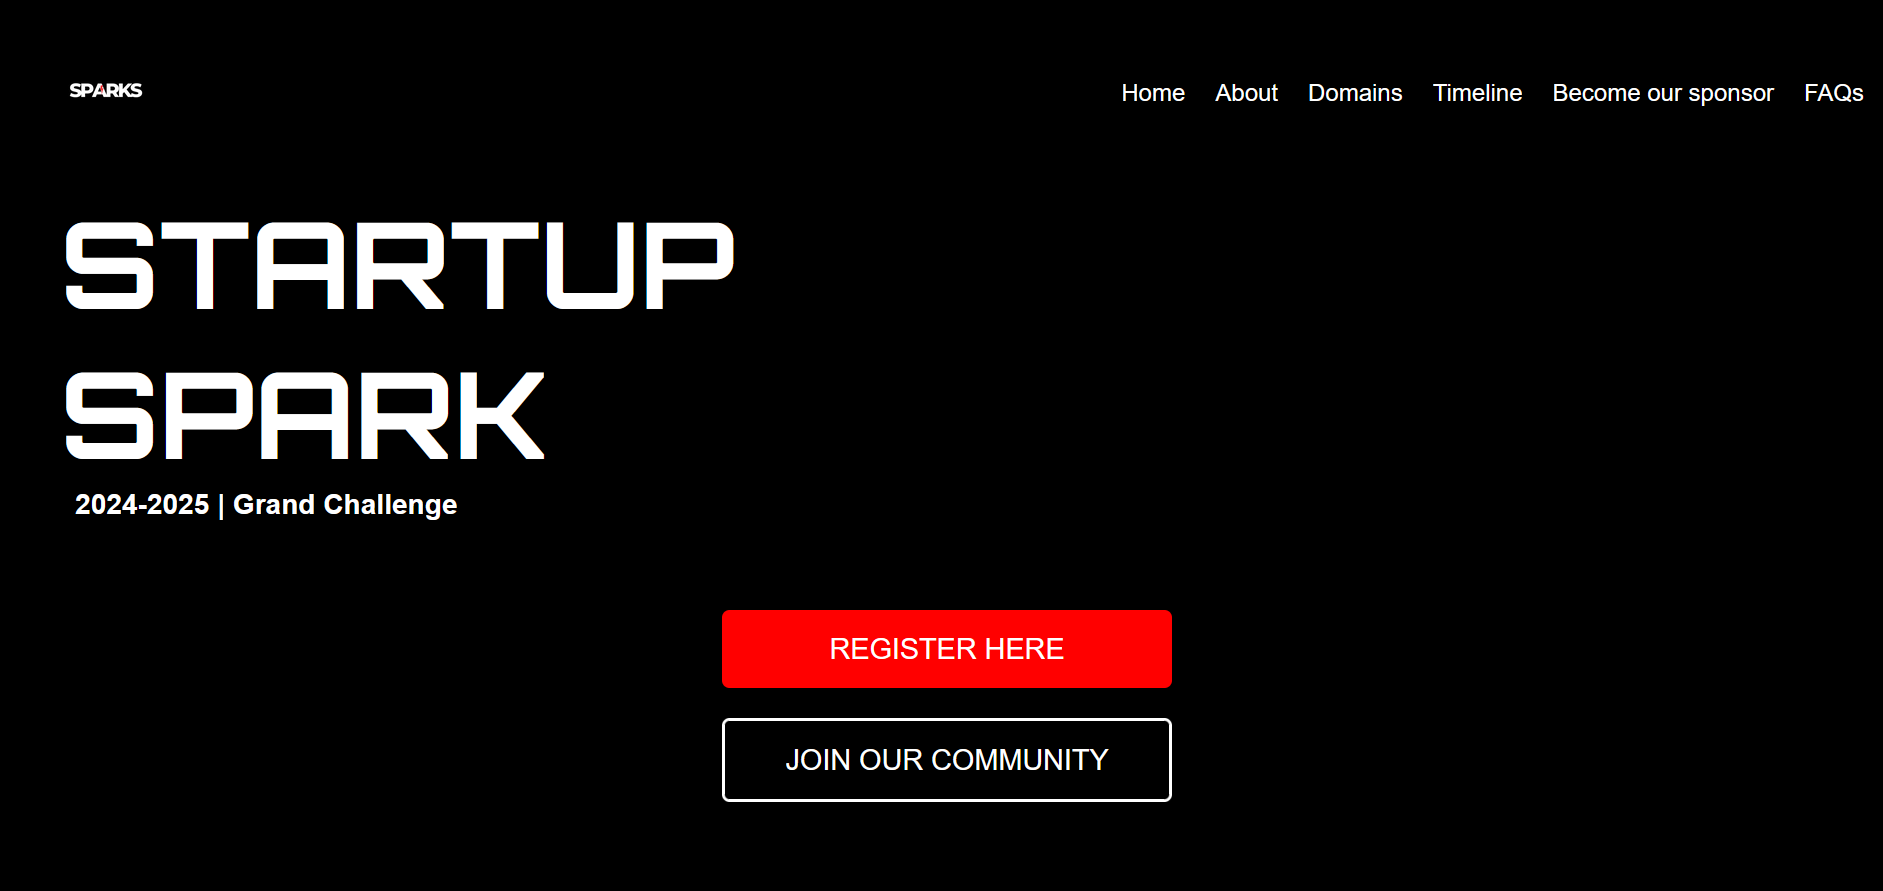 SPARKS
Home About Domains Timeline Become our sponsor FAQs
STARTUP
SPARK
2024-2025 | Grand Challenge
REGISTER HERE
JOIN OUR COMMUNITY